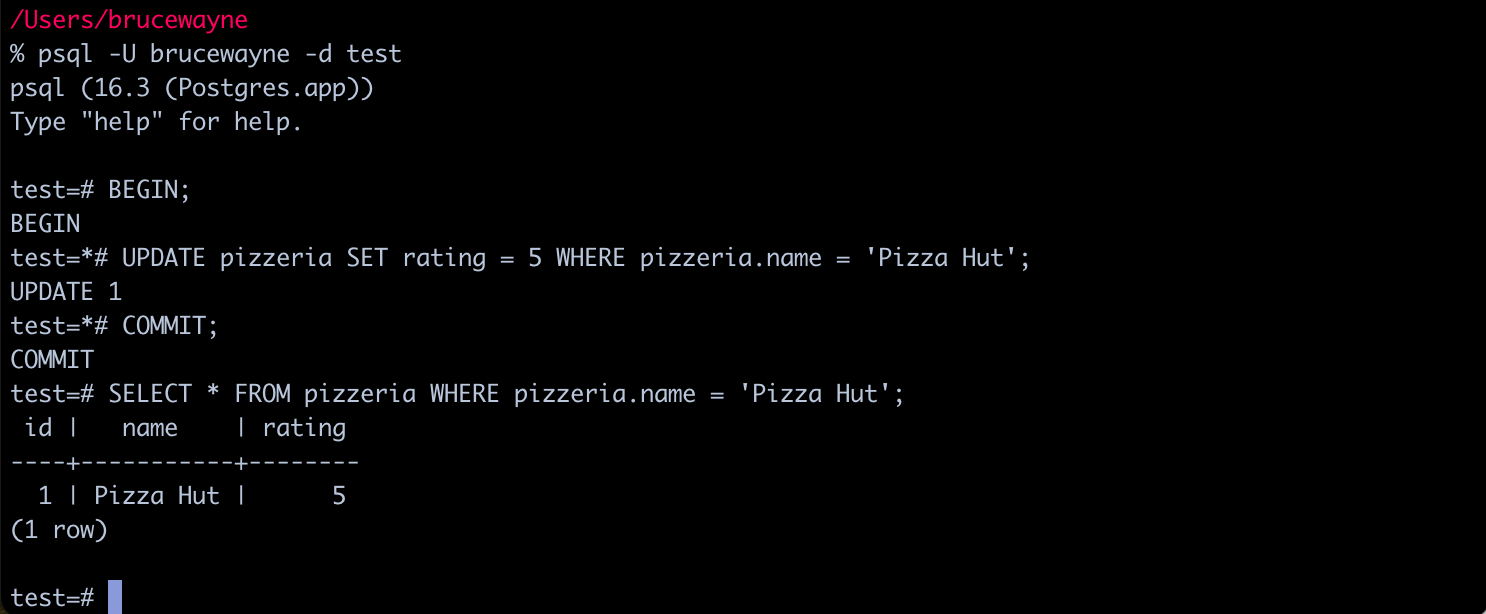 /Users/brucewayne
% psql -U brucewayne -d test
psql (16.3 (Postgres.app))
Type "help" for help.
test=# BEGIN;
BEGIN
test=*# UPDATE pizzeria SET rating = 5 WHERE pizzeria.name = 'Pizza Hut';
UPDATE 1
test=*# COMMIT;
COMMIT
test=# SELECT * FROM pizzeria WHERE pizzeria.name = 'Pizza Hut';
 id |   name    | rating
----+-----------+--------
  1 | Pizza Hut |      5
(1 row)
test=#